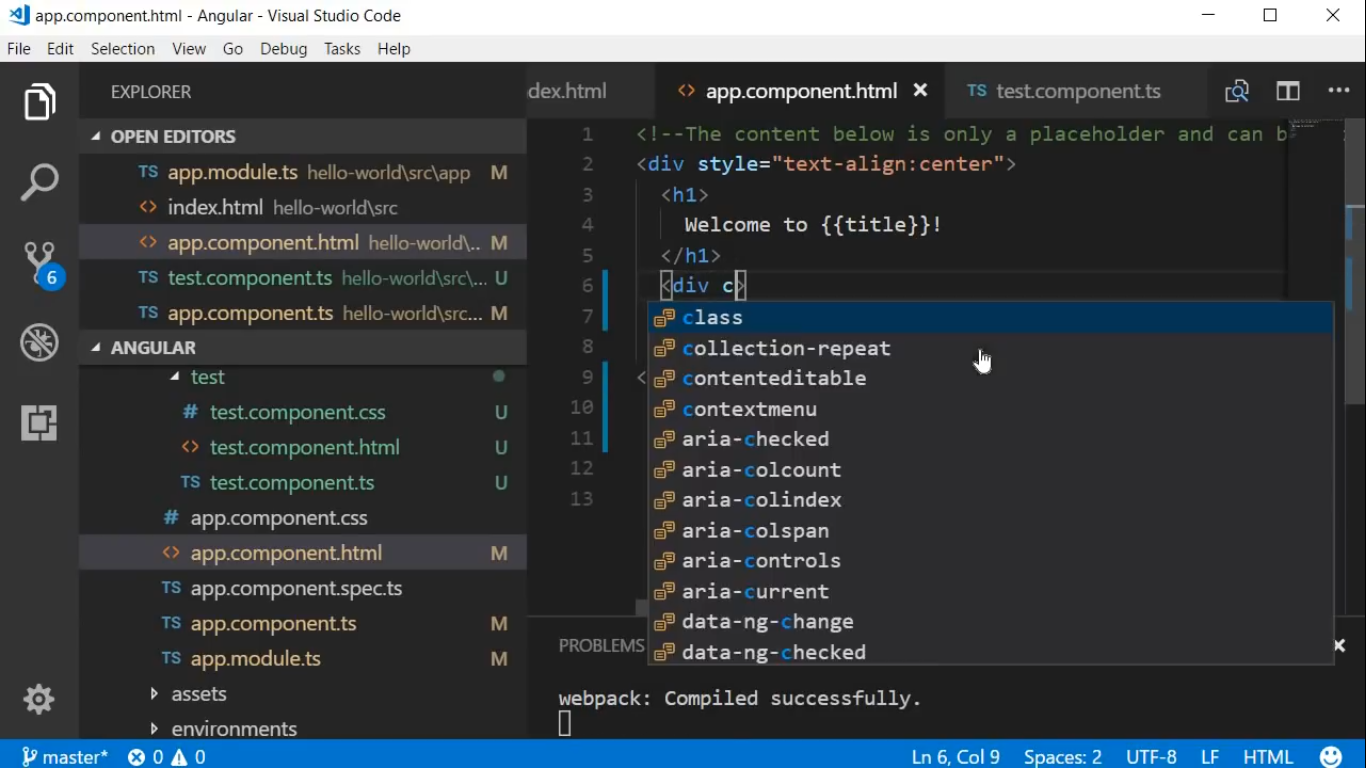 app.component.html - Angular - Visual Studio Code
File Edit Selection View Go Debug Tasks Help
EXPLORER
OPEN EDITORS
TS app.module.ts hello-world\src\app M
<> index.html hello-world\src
<> app.component.html hello-world\... M
TS test.component.ts hello-world\src\... U
TS app.component.ts hello-world\src... M
ANGULAR
test
# test.component.css U
<> test.component.html U
TS test.component.ts U
# app.component.css
<> app.component.html M
TS app.component.spec.ts
TS app.component.ts M
TS app.module.ts M
assets
environments
6
dex.html <> app.component.html × TS test.component.ts ...
1 <!--The content below is only a placeholder and can b
2 <div style="text-align:center">
3 <h1>
4 Welcome to {{title}}!
5 </h1>
6 <div c>
7
8
9 <
10
11
12
13
class
collection-repeat
contenteditable
contextmenu
aria-checked
aria-colcount
aria-colindex
aria-colspan
aria-controls
aria-current
data-ng-change
data-ng-checked
PROBLEMS
webpack: Compiled successfully.
master* 0 0 Ln 6, Col 9 Spaces: 2 UTF-8 LF HTML